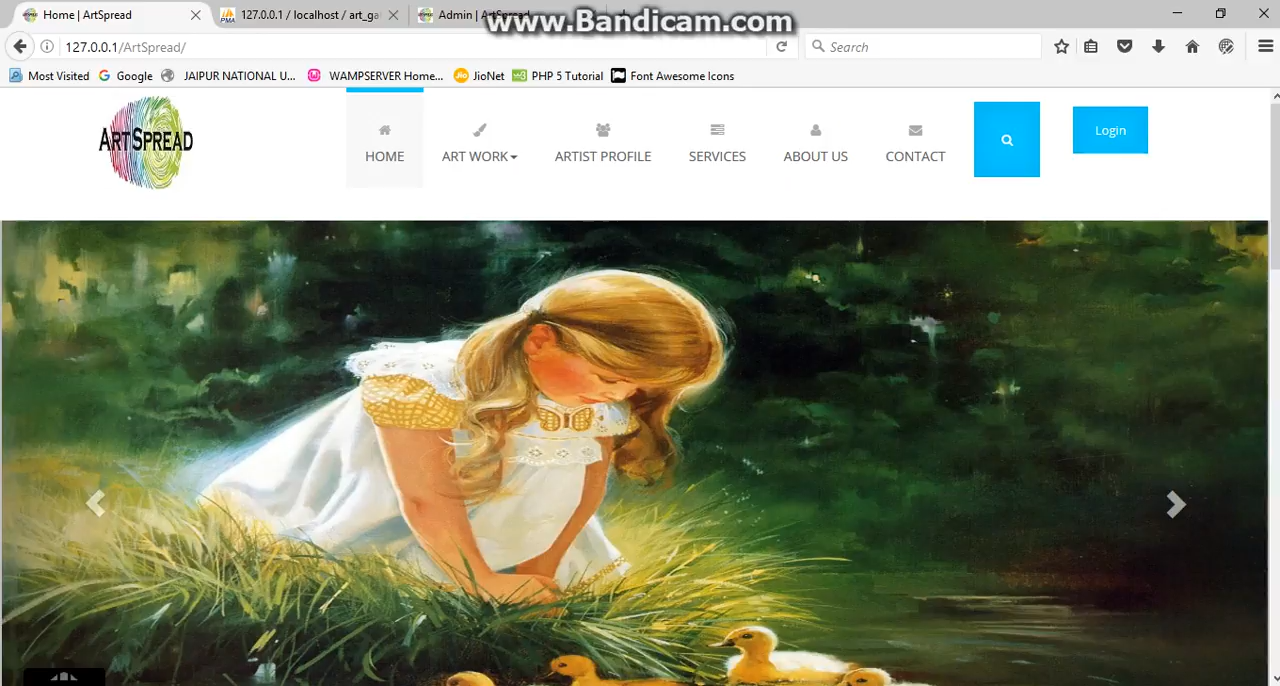 Home | ArtSpread
127.0.0.1 / localhost / art_ga
Admin | ArtSpread
www.Bandicam.com
127.0.0.1/ArtSpread/
Search
Most Visited
Google
JAIPUR NATIONAL U...
WAMPSERVER Home...
JioNet
PHP 5 Tutorial
Font Awesome Icons
ARTSPREAD
HOME
ART WORK
ARTIST PROFILE
SERVICES
ABOUT US
CONTACT
Login